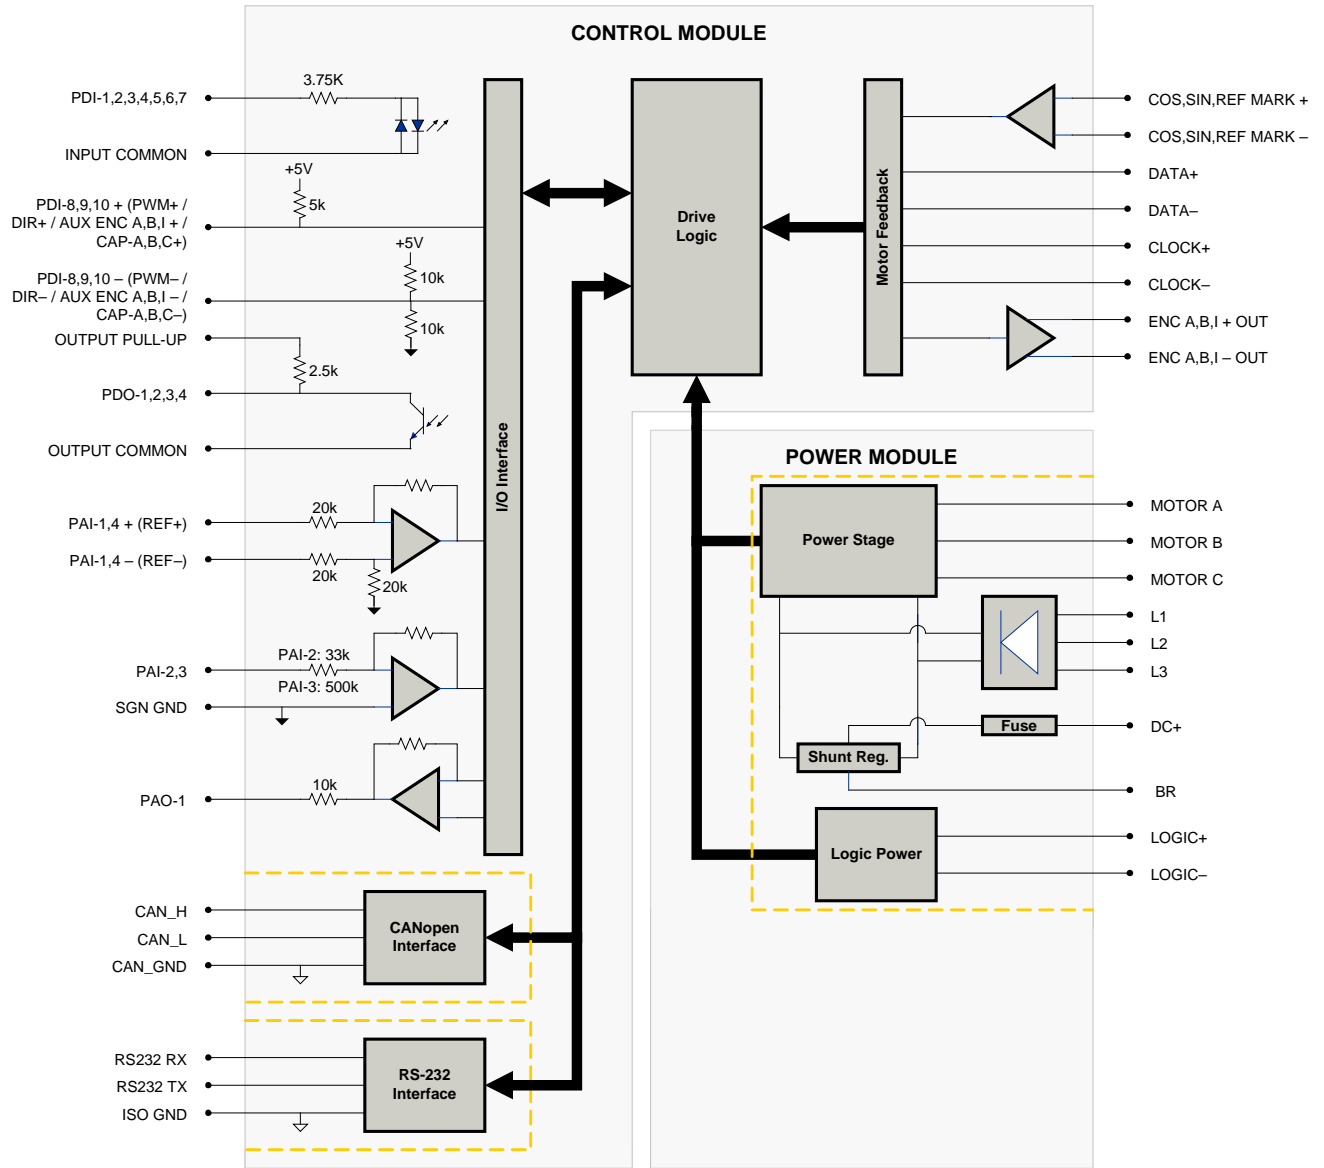 CONTROL MODULE
PDI-1,2,3,4,5,6,7
3.75K
INPUT COMMON
+5V
5k
PDI-8,9,10 + (PWM+ /
DIR+ / AUX ENC A,B,I + /
CAP-A,B,C+)
+5V
10k
PDI-8,9,10 – (PWM– /
DIR– / AUX ENC A,B,I – /
CAP-A,B,C–)
10k
OUTPUT PULL-UP
2.5k
PDO-1,2,3,4
OUTPUT COMMON
PAI-1,4 + (REF+)
20k
PAI-1,4 – (REF–)
20k
20k
PAI-2,3
PAI-2: 33k
PAI-3: 500k
SGN GND
PAO-1
10k
I/O Interface
CAN_H
CAN_L
CAN_GND
CANopen
Interface
RS232 RX
RS232 TX
ISO GND
RS-232
Interface
Drive
Logic
Motor Feedback
COS,SIN,REF MARK +
COS,SIN,REF MARK –
DATA+
DATA–
CLOCK+
CLOCK–
ENC A,B,I + OUT
ENC A,B,I – OUT
POWER MODULE
Power Stage
MOTOR A
MOTOR B
MOTOR C
L1
L2
L3
Fuse
DC+
Shunt Reg.
BR
Logic Power
LOGIC+
LOGIC–